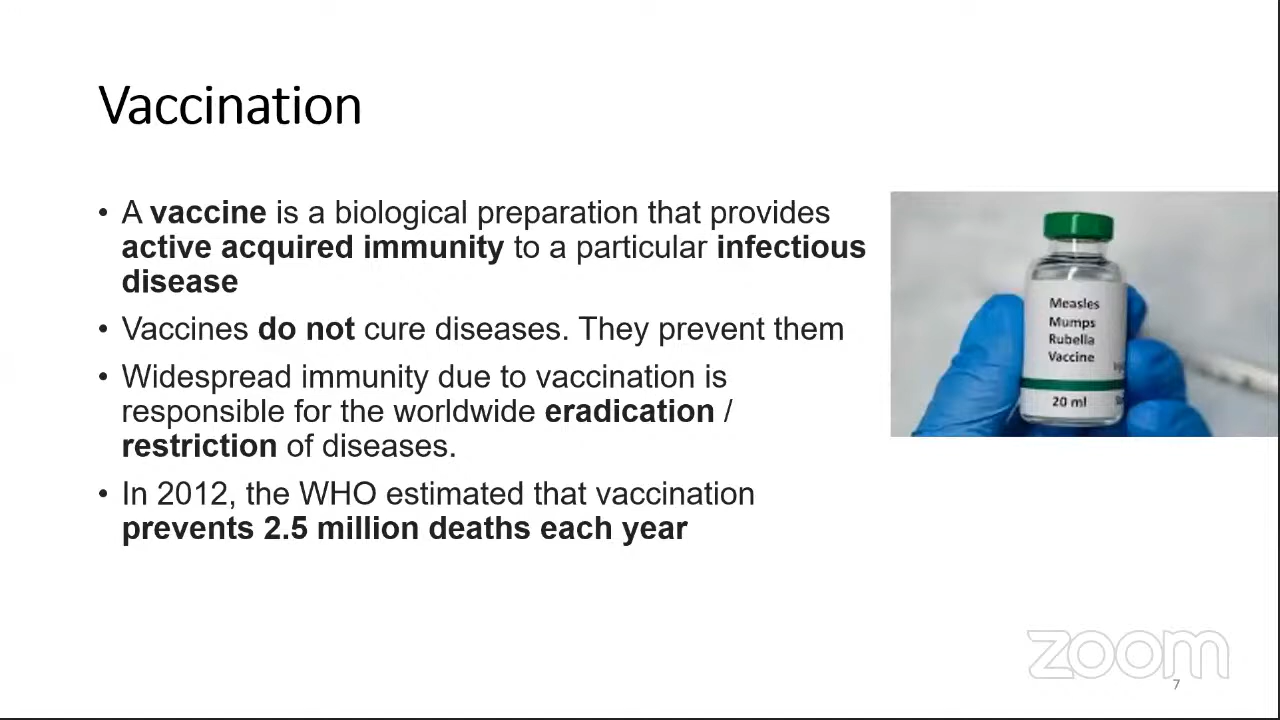 Vaccination
• A vaccine is a biological preparation that provides
active acquired immunity to a particular infectious
disease
• Vaccines do not cure diseases. They prevent them
• Widespread immunity due to vaccination is
responsible for the worldwide eradication /
restriction of diseases.
• In 2012, the WHO estimated that vaccination
prevents 2.5 million deaths each year
Measles
Mumps
Rubella
Vaccine
20 ml
zoom
7